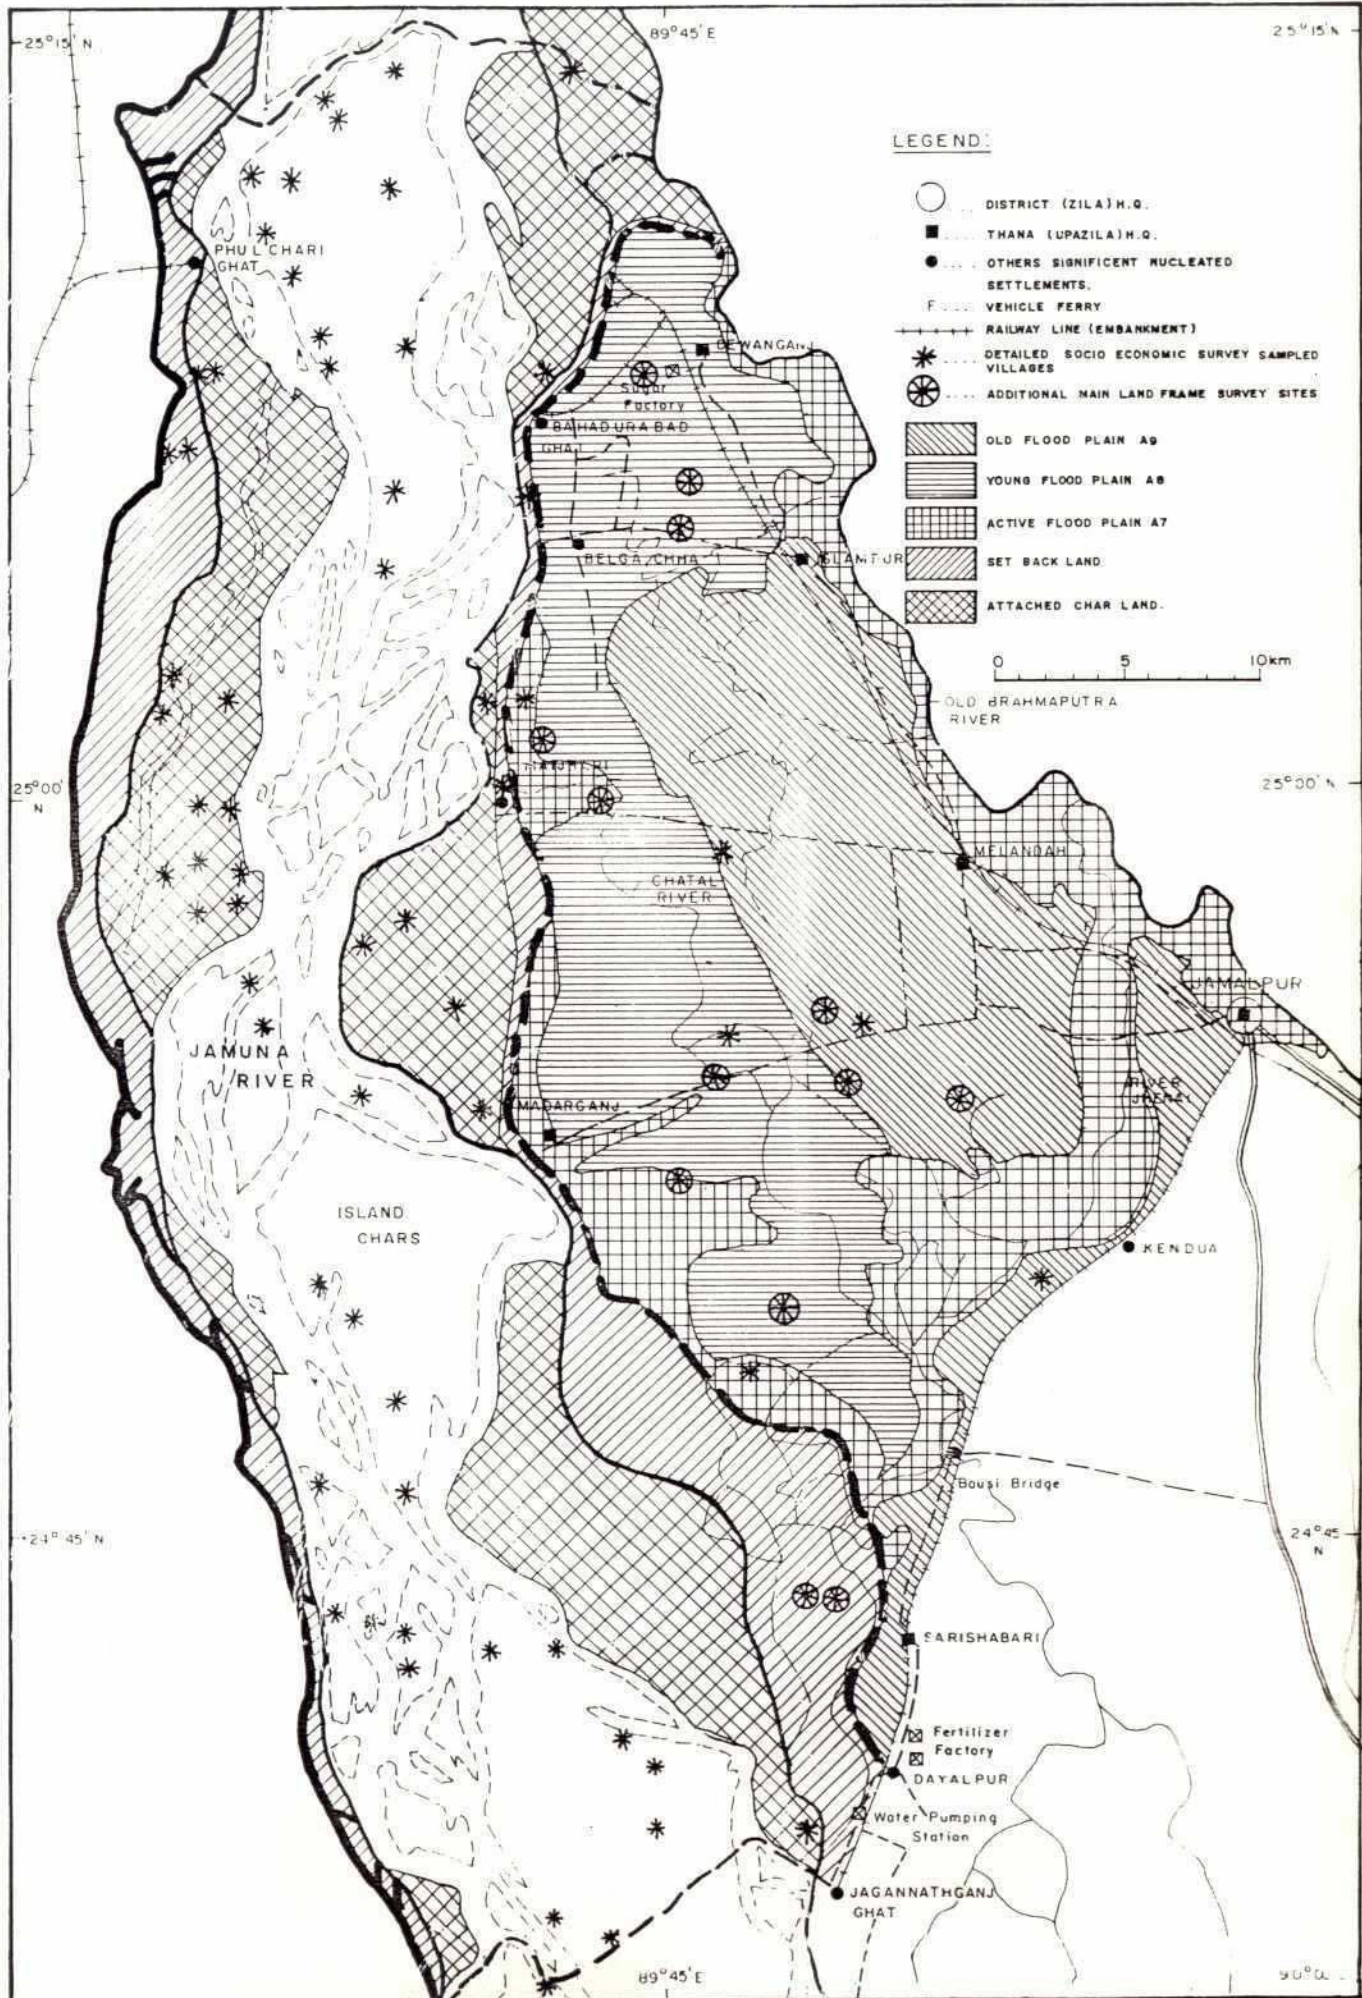 25°15' N
89°45' E
25°15' N
LEGEND:
DISTRICT (ZILA) H.Q.
THANA (UPAZILA) H.Q.
OTHERS SIGNIFICENT NUCLEATED
SETTLEMENTS.
F .... VEHICLE FERRY
RAILWAY LINE (EMBANKMENT)
DETAILED SOCIO ECONOMIC SURVEY SAMPLED
VILLAGES
ADDITIONAL MAIN LAND FRAME SURVEY SITES
OLD FLOOD PLAIN A9
YOUNG FLOOD PLAIN A8
ACTIVE FLOOD PLAIN A7
SET BACK LAND
ATTACHED CHAR LAND.
0 5 10km
PHULCHARI
GHAT
DEWANGANJ
Sugar
Factory
BAHADURABAD
GHAT
BELGACHHA
ISLAMPUR
OLD BRAHMAPUTRA
RIVER
25°00'
N
25°00' N
MELANDAH
CHATAL
RIVER
F
JAMALPUR
JAMUNA
RIVER
MADARGANJ
RIVER
ISLAND
CHARS
KENDUA
Bausi Bridge
24°45' N
24°45
N
SARISHABARI
Fertilizer
Factory
DAYALPUR
Water Pumping
Station
JAGANNATHGANJ
GHAT
89°45' E